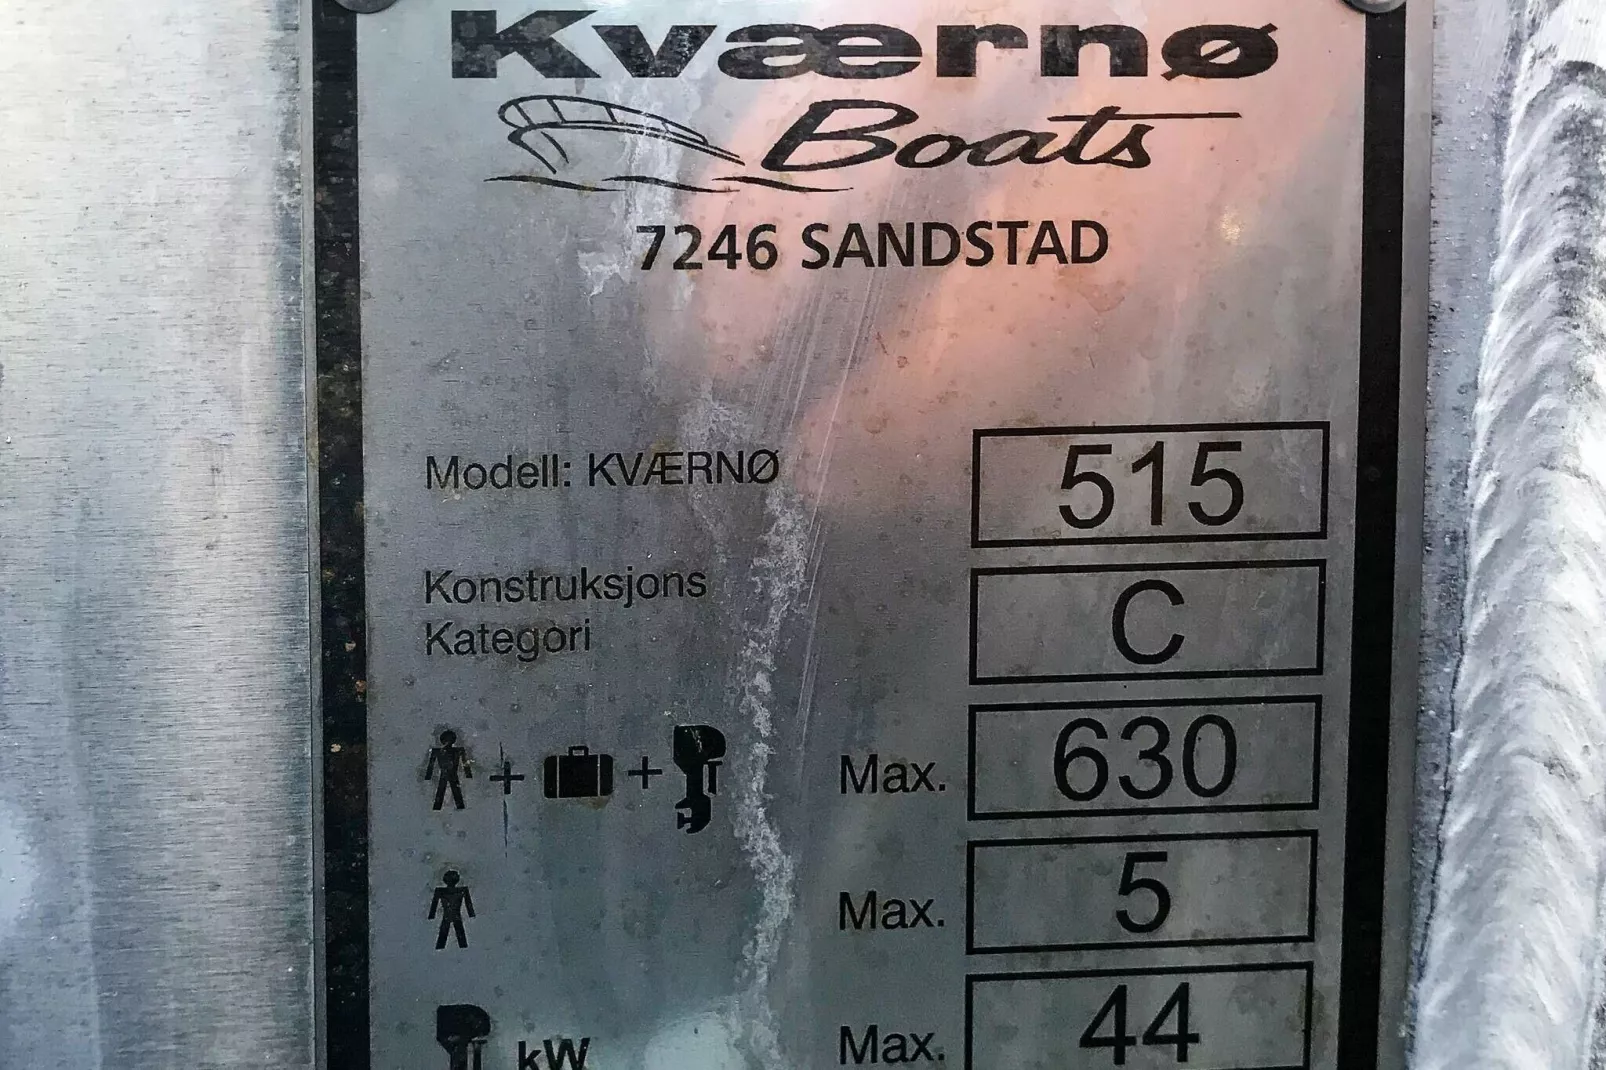 Kværnø
Boats
7246 SANDSTAD
Modell: KVÆRNØ 515
Konstruksjons
Kategori C
+ + Max. 630
Max. 5
kW Max. 44